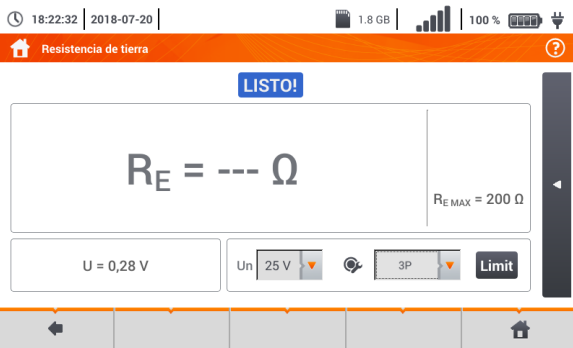 18:22:32 2018-07-20 1.8 GB 100 %
Resistencia de tierra ?
LISTO!
RE = --- Ω
RE MAX = 200 Ω
U = 0,28 V Un 25 V 3P Limit